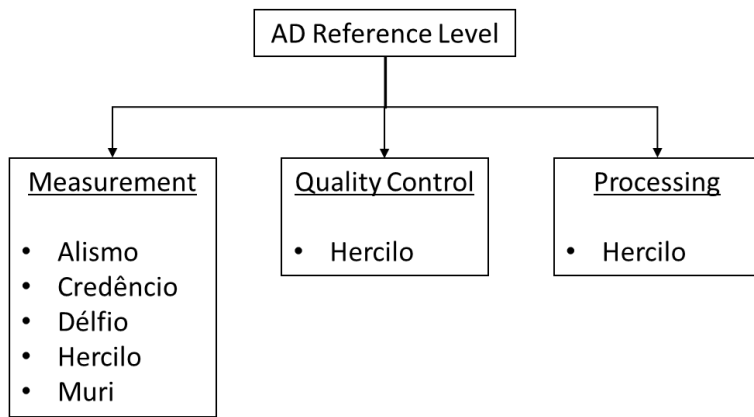 AD Reference Level
Measurement
• Alismo
• Credêncio
• Délfio
• Hercilo
• Muri
Quality Control
• Hercilo
Processing
• Hercilo